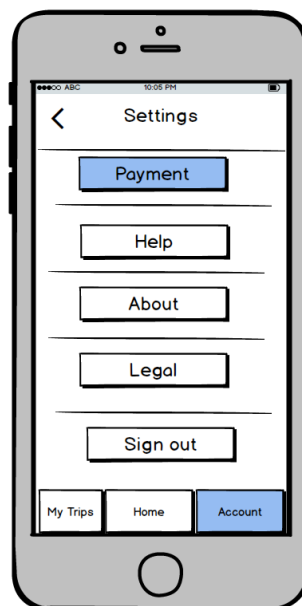 ABC 10:05 PM
Settings
Payment
Help
About
Legal
Sign out
My Trips Home Account